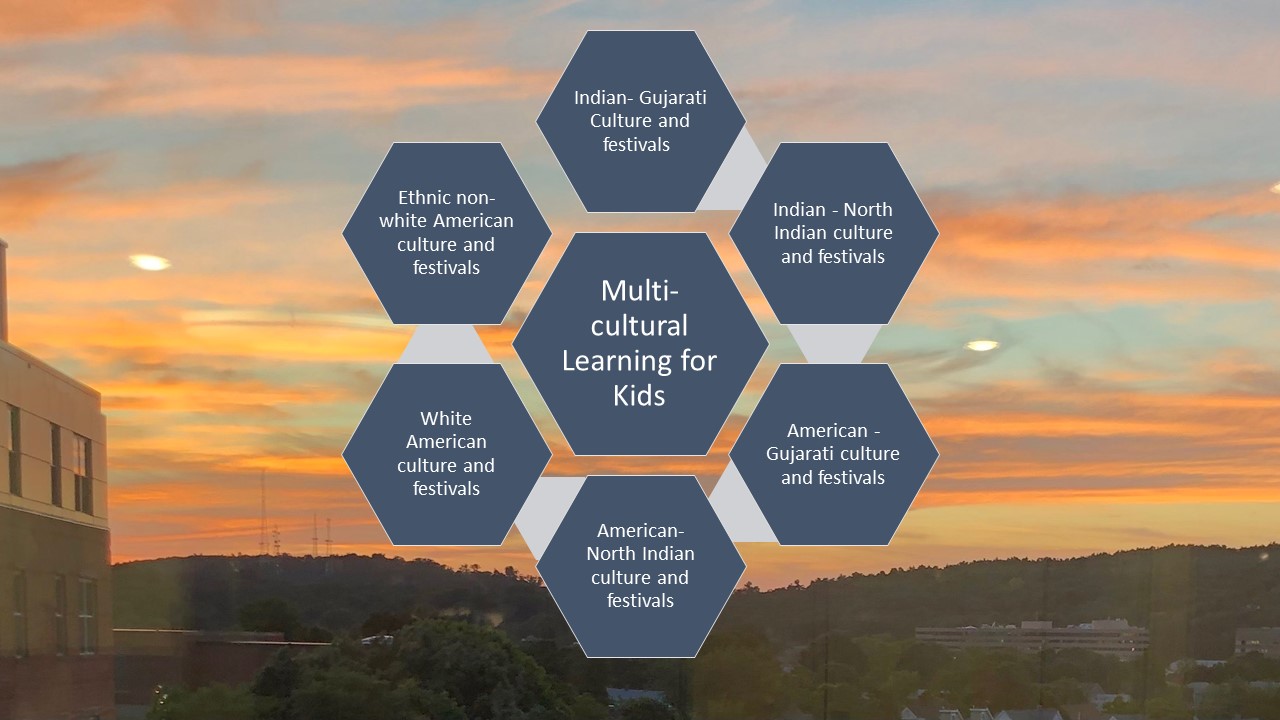 Indian- Gujarati
Culture and
festivals
Indian - North
Indian culture
and festivals
American -
Gujarati culture
and festivals
American-
North Indian
culture and
festivals
White
American
culture and
festivals
Ethnic non-
white American
culture and
festivals
Multi-
cultural
Learning for
Kids